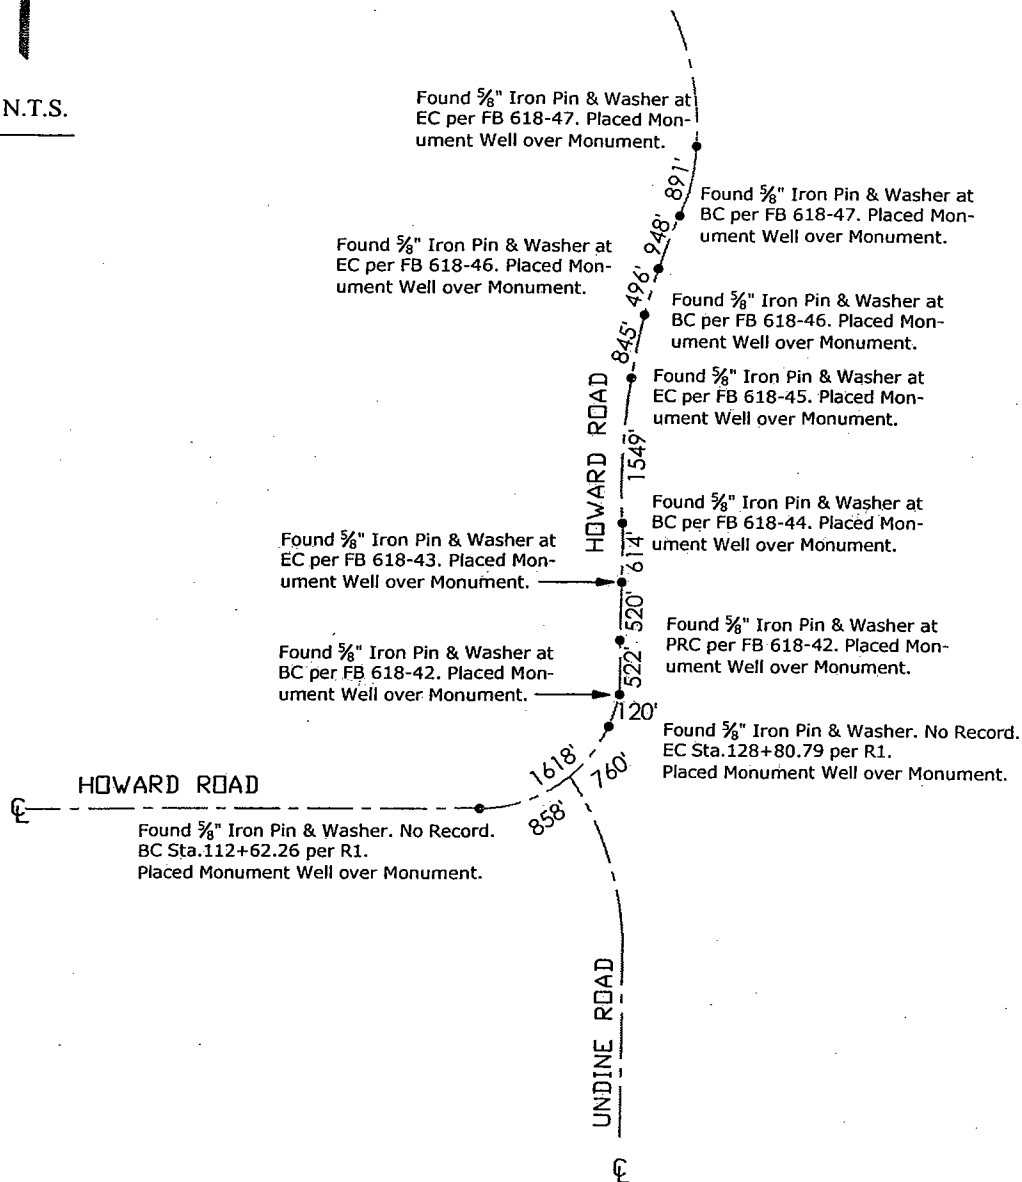 N.T.S.
Found ⅝" Iron Pin & Washer at
EC per FB 618-47. Placed Mon-
ument Well over Monument.
891'
Found ⅝" Iron Pin & Washer at
BC per FB 618-47. Placed Mon-
ument Well over Monument.
948'
Found ⅝" Iron Pin & Washer at
EC per FB 618-46. Placed Mon-
ument Well over Monument.
496'
Found ⅝" Iron Pin & Washer at
BC per FB 618-46. Placed Mon-
ument Well over Monument.
845'
Found ⅝" Iron Pin & Washer at
EC per FB 618-45. Placed Mon-
ument Well over Monument.
HOWARD ROAD
1549'
Found ⅝" Iron Pin & Washer at
BC per FB 618-44. Placed Mon-
ument Well over Monument.
614'
Found ⅝" Iron Pin & Washer at
EC per FB 618-43. Placed Mon-
ument Well over Monument.
520'
Found ⅝" Iron Pin & Washer at
PRC per FB 618-42. Placed Mon-
ument Well over Monument.
522'
Found ⅝" Iron Pin & Washer at
BC per FB 618-42. Placed Mon-
ument Well over Monument.
120'
Found ⅝" Iron Pin & Washer. No Record.
EC Sta.128+80.79 per R1.
Placed Monument Well over Monument.
1618'
760'
858'
HOWARD ROAD
℄
Found ⅝" Iron Pin & Washer. No Record.
BC Sta.112+62.26 per R1.
Placed Monument Well over Monument.
UNDINE ROAD
℄